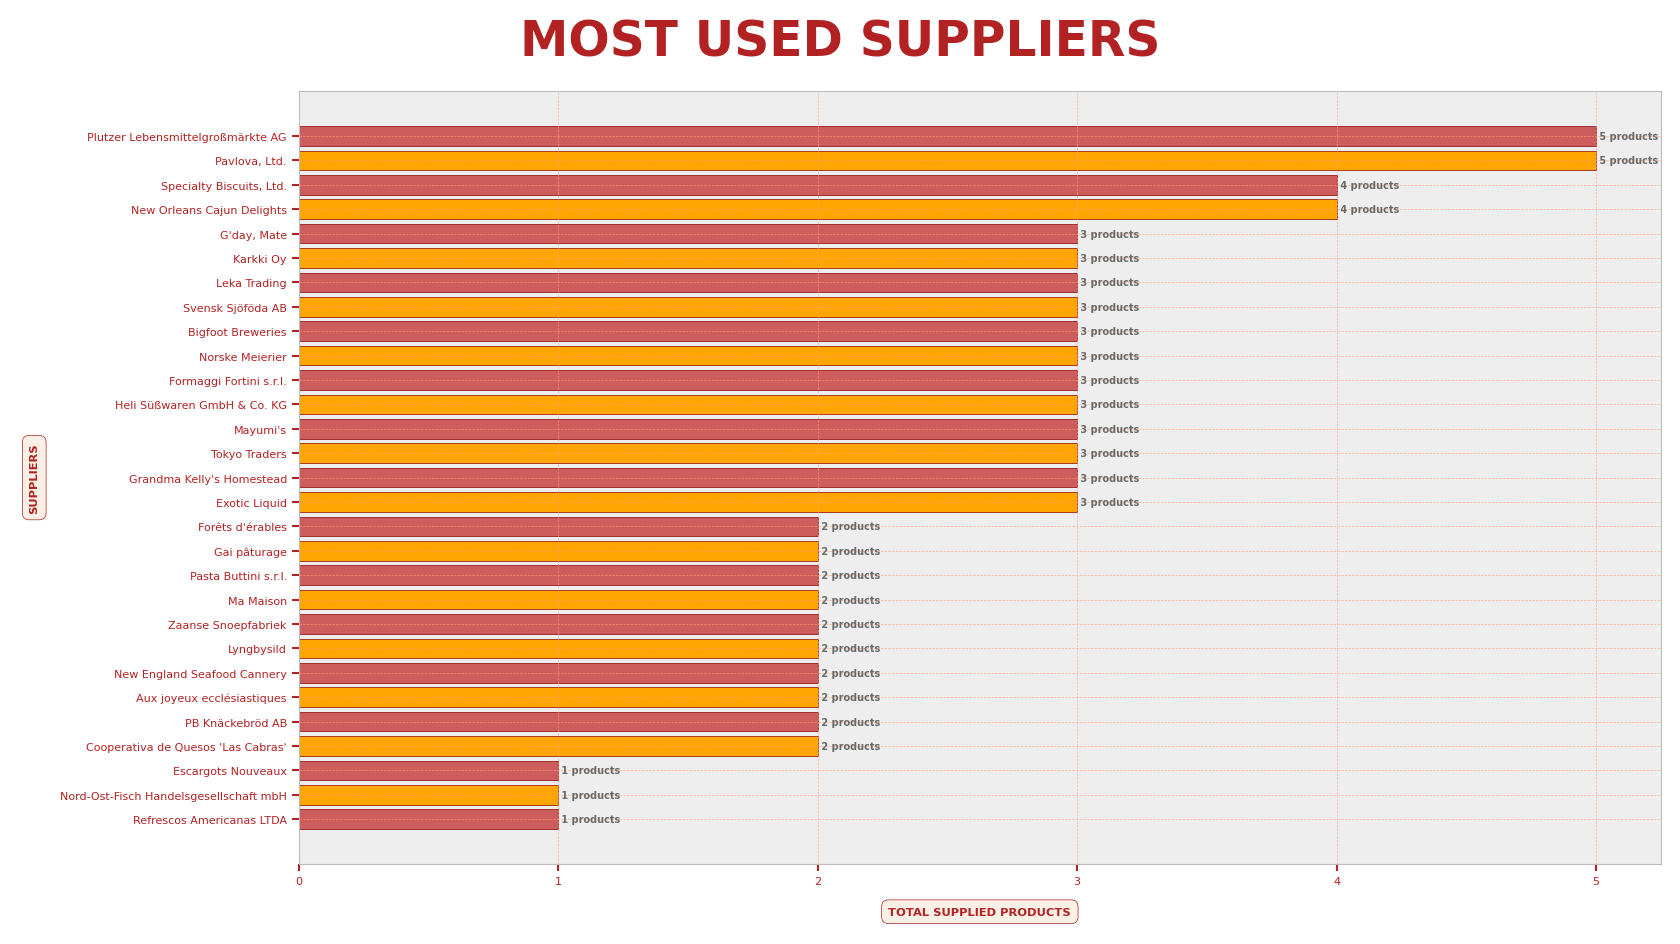 MOST USED SUPPLIERS
Plutzer Lebensmittelgroßmärkte AG 5 products
Pavlova, Ltd. 5 products
Specialty Biscuits, Ltd. 4 products
New Orleans Cajun Delights 4 products
G'day, Mate 3 products
Karkki Oy 3 products
Leka Trading 3 products
Svensk Sjöföda AB 3 products
Bigfoot Breweries 3 products
Norske Meierier 3 products
Formaggi Fortini s.r.l. 3 products
Heli Süßwaren GmbH & Co. KG 3 products
Mayumi's 3 products
Tokyo Traders 3 products
Grandma Kelly's Homestead 3 products
Exotic Liquid 3 products
Forêts d'érables 2 products
Gai pâturage 2 products
Pasta Buttini s.r.l. 2 products
Ma Maison 2 products
Zaanse Snoepfabriek 2 products
Lyngbysild 2 products
New England Seafood Cannery 2 products
Aux joyeux ecclésiastiques 2 products
PB Knäckebröd AB 2 products
Cooperativa de Quesos 'Las Cabras' 2 products
Escargots Nouveaux 1 products
Nord-Ost-Fisch Handelsgesellschaft mbH 1 products
Refrescos Americanas LTDA 1 products
SUPPLIERS
0 1 2 3 4 5
TOTAL SUPPLIED PRODUCTS